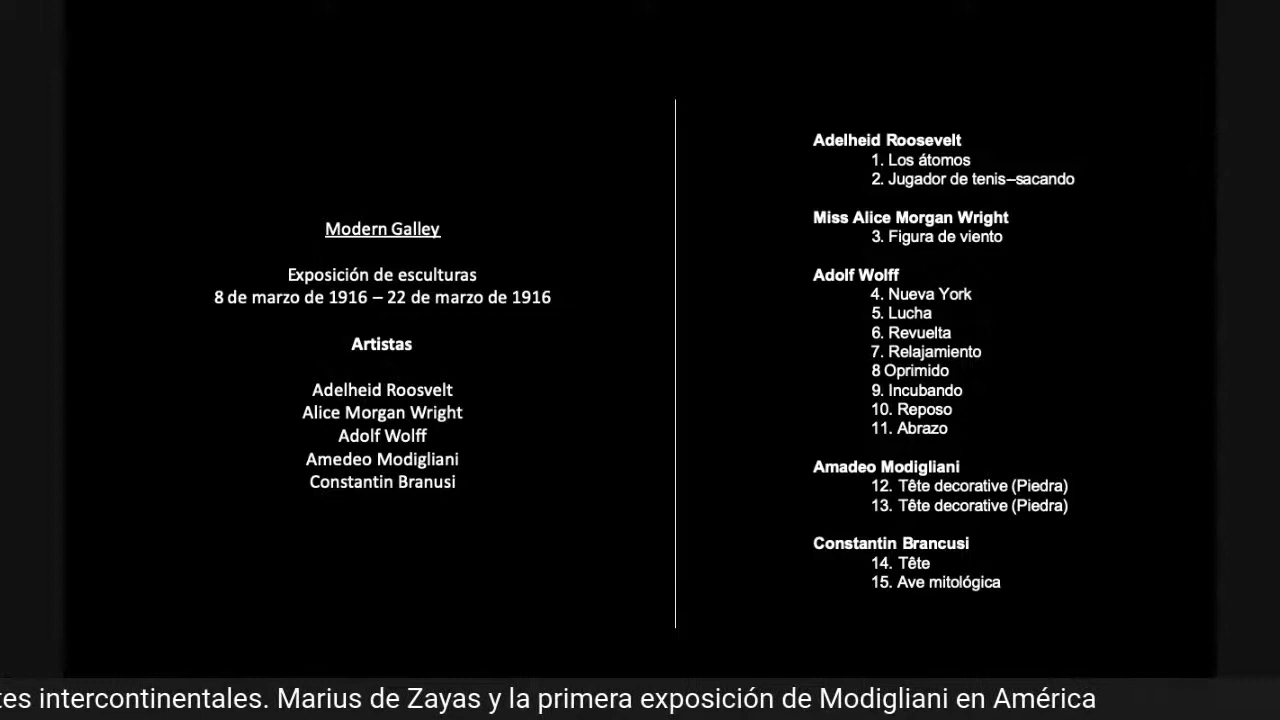 Modern Galley
Exposición de esculturas
8 de marzo de 1916 – 22 de marzo de 1916
Artistas
Adelheid Roosvelt
Alice Morgan Wright
Adolf Wolff
Amedeo Modigliani
Constantin Branusi
Adelheid Roosevelt
1. Los átomos
2. Jugador de tenis–sacando
Miss Alice Morgan Wright
3. Figura de viento
Adolf Wolff
4. Nueva York
5. Lucha
6. Revuelta
7. Relajamiento
8 Oprimido
9. Incubando
10. Reposo
11. Abrazo
Amadeo Modigliani
12. Tête decorative (Piedra)
13. Tête decorative (Piedra)
Constantin Brancusi
14. Tête
15. Ave mitológica
intercontinentales. Marius de Zayas y la primera exposición de Modigliani en América